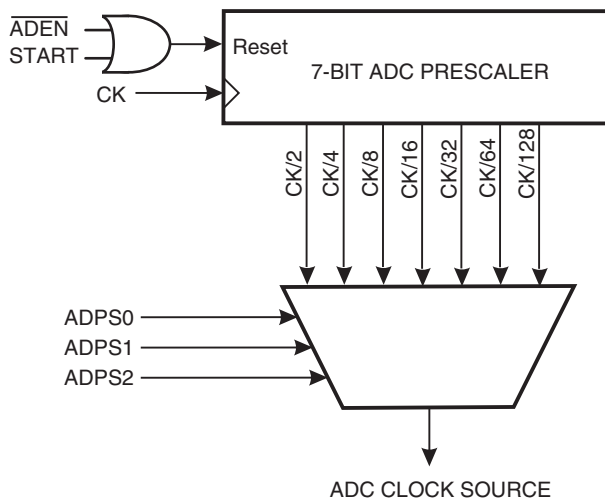 ADEN
START
Reset
7-BIT ADC PRESCALER
CK
CK/2
CK/4
CK/8
CK/16
CK/32
CK/64
CK/128
ADPS0
ADPS1
ADPS2
ADC CLOCK SOURCE